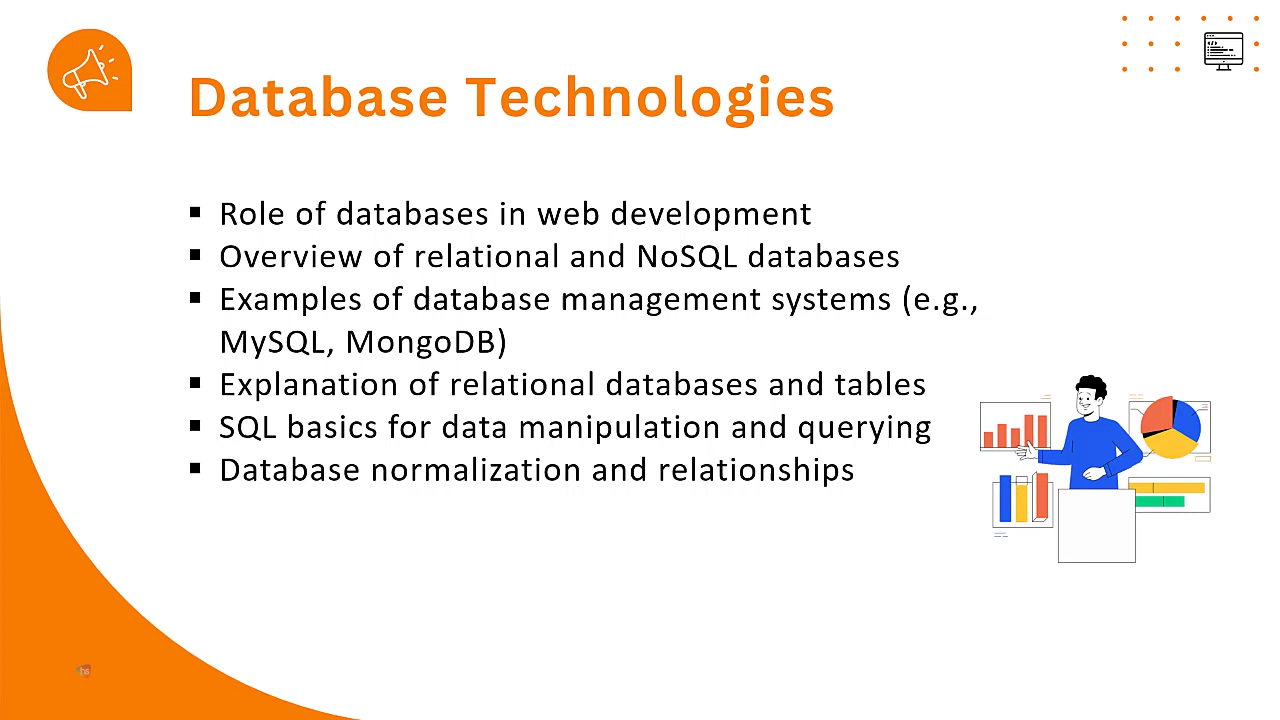 Database Technologies
▪ Role of databases in web development
▪ Overview of relational and NoSQL databases
▪ Examples of database management systems (e.g.,
MySQL, MongoDB)
▪ Explanation of relational databases and tables
▪ SQL basics for data manipulation and querying
▪ Database normalization and relationships